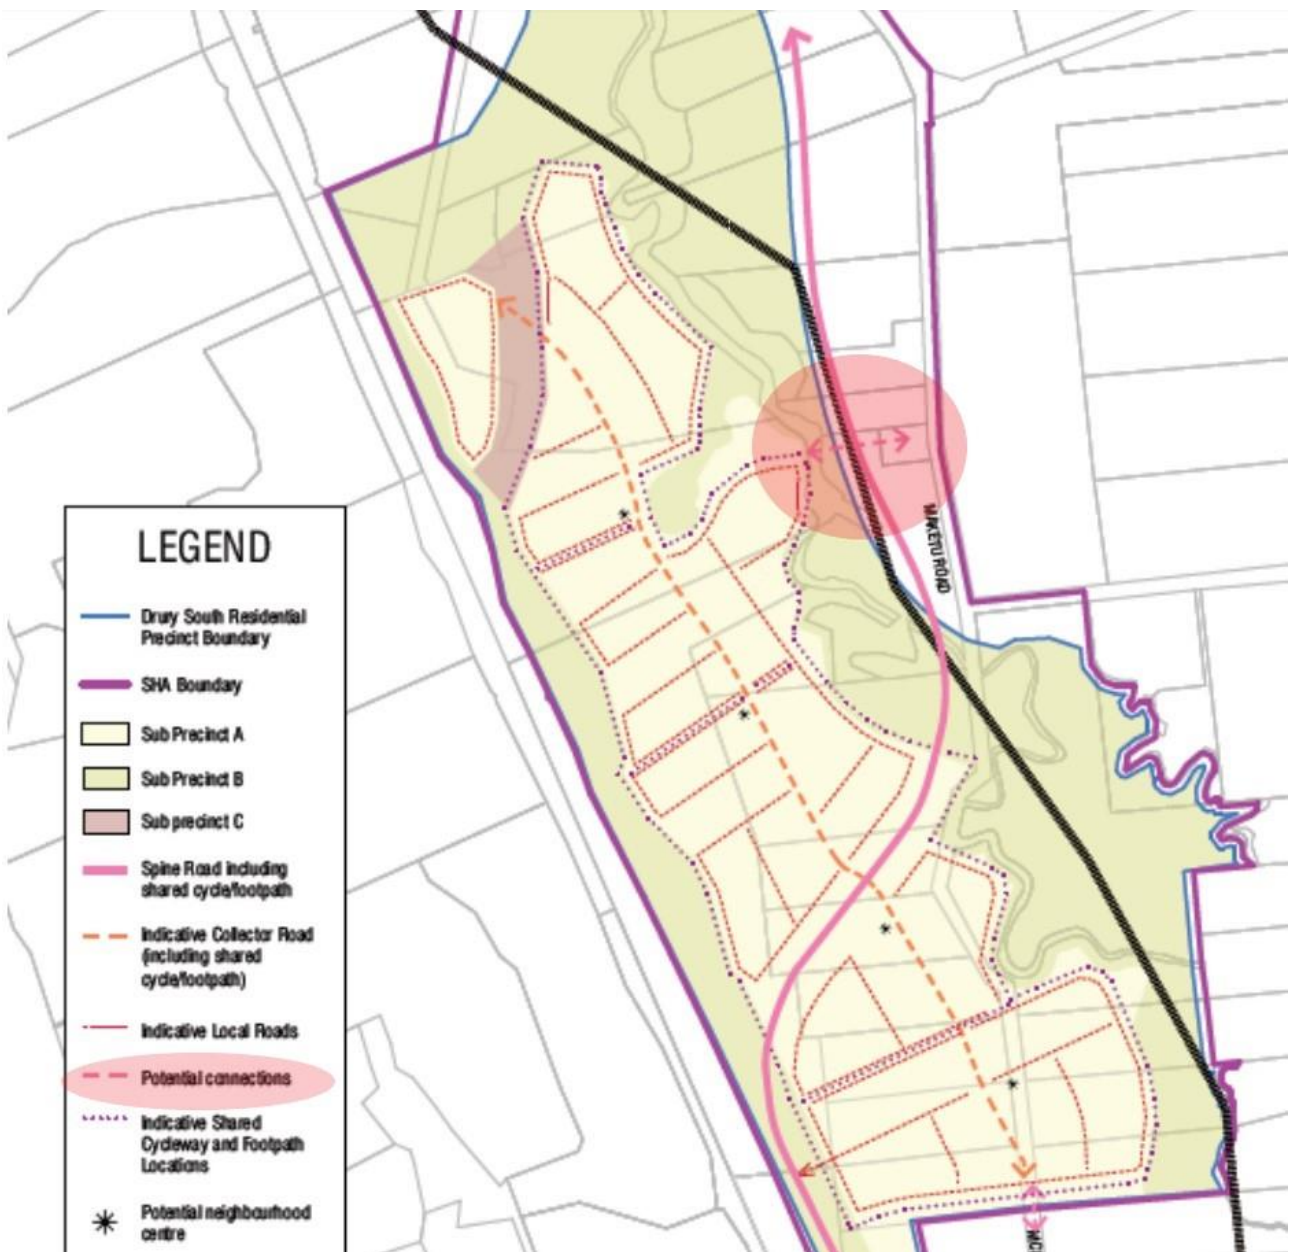 MAKETU ROAD
LEGEND
Drury South Residential
Precinct Boundary
SHA Boundary
Sub Precinct A
Sub Precinct B
Sub precinct C
Spine Road including
shared cycle/footpath
Indicative Collector Road
(including shared
cycle/footpath)
Indicative Local Roads
Potential connections
Indicative Shared
Cycleway and Footpath
Locations
Potential neighbourhood
centre